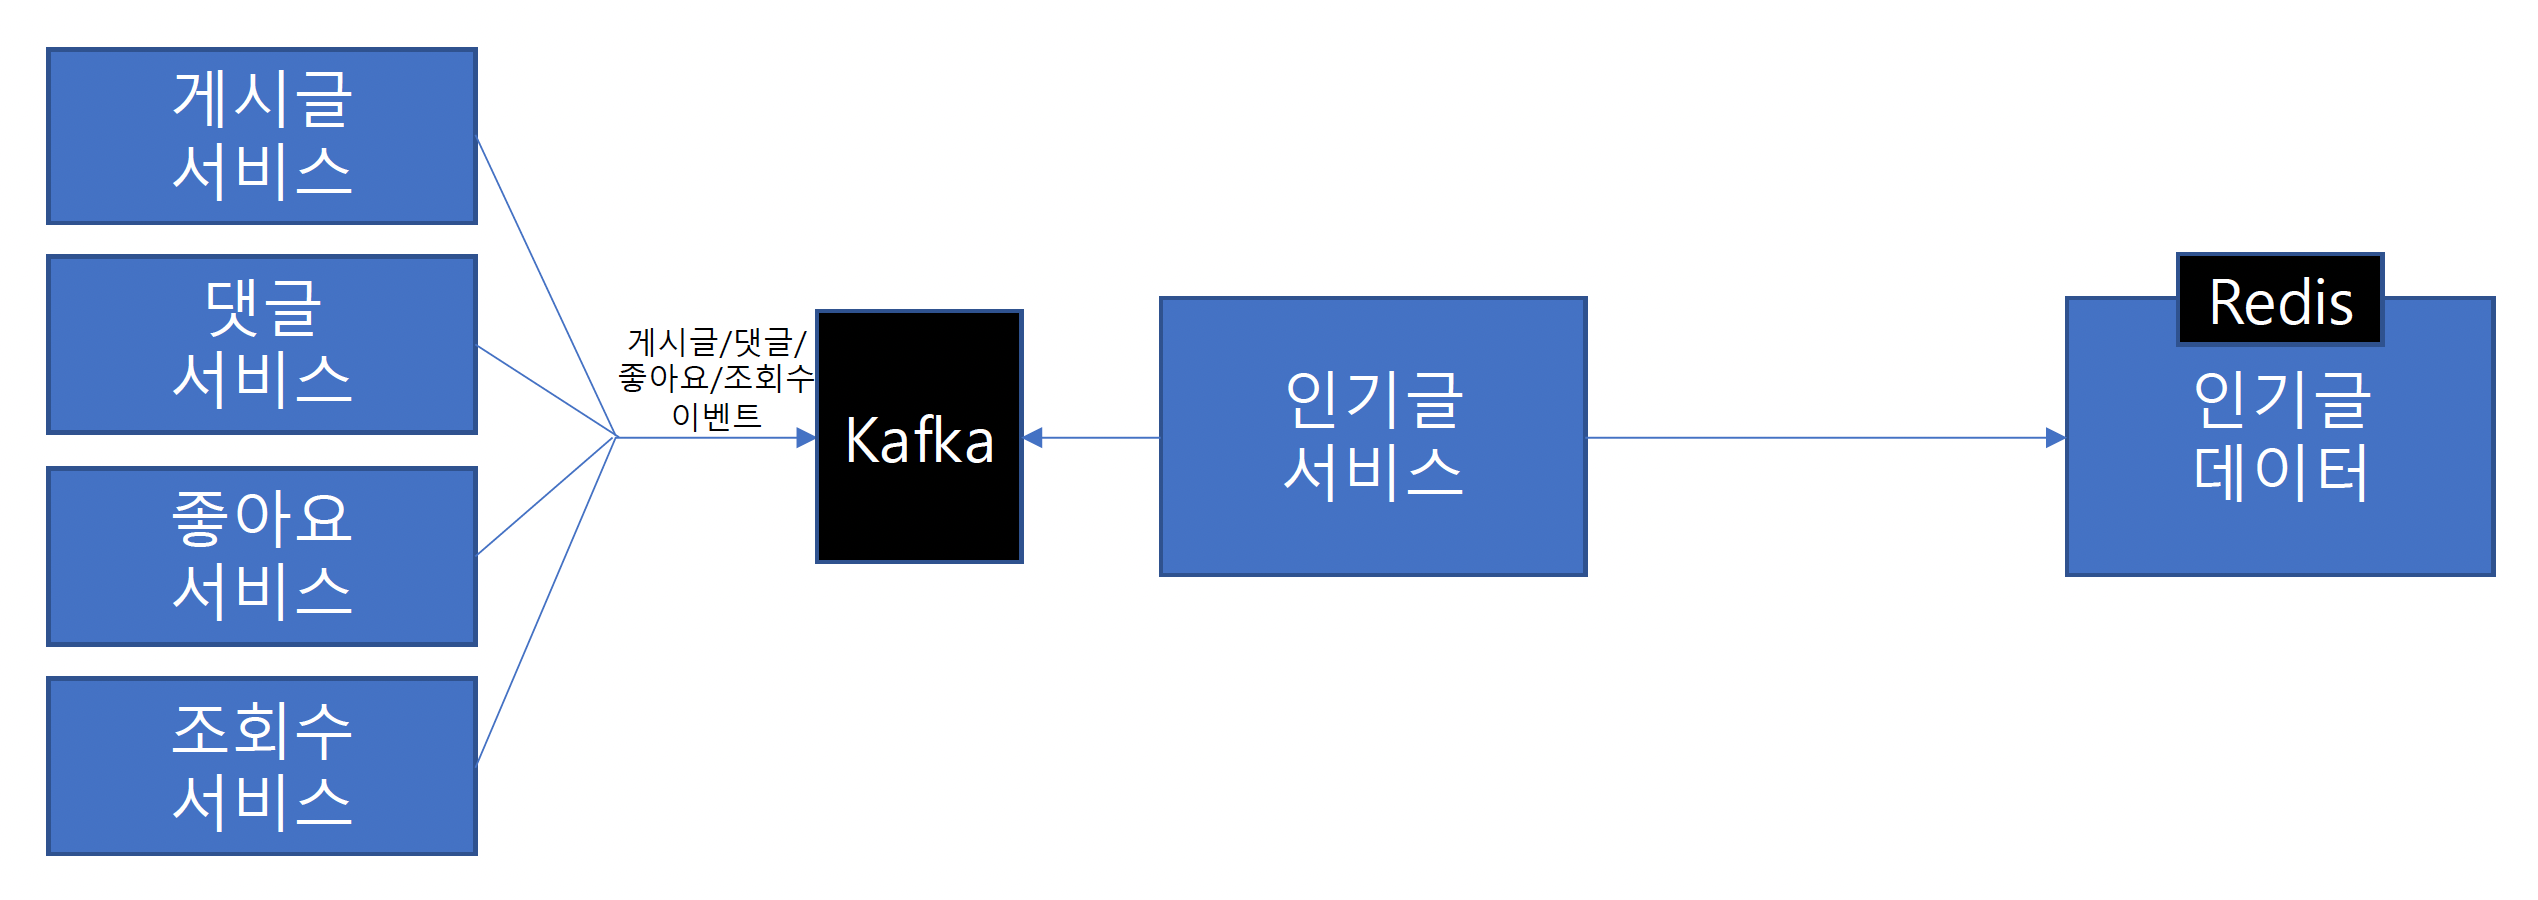 게시글
서비스
댓글
서비스
좋아요
서비스
조회수
서비스
게시글/댓글/
좋아요/조회수
이벤트
Kafka
인기글
서비스
Redis
인기글
데이터